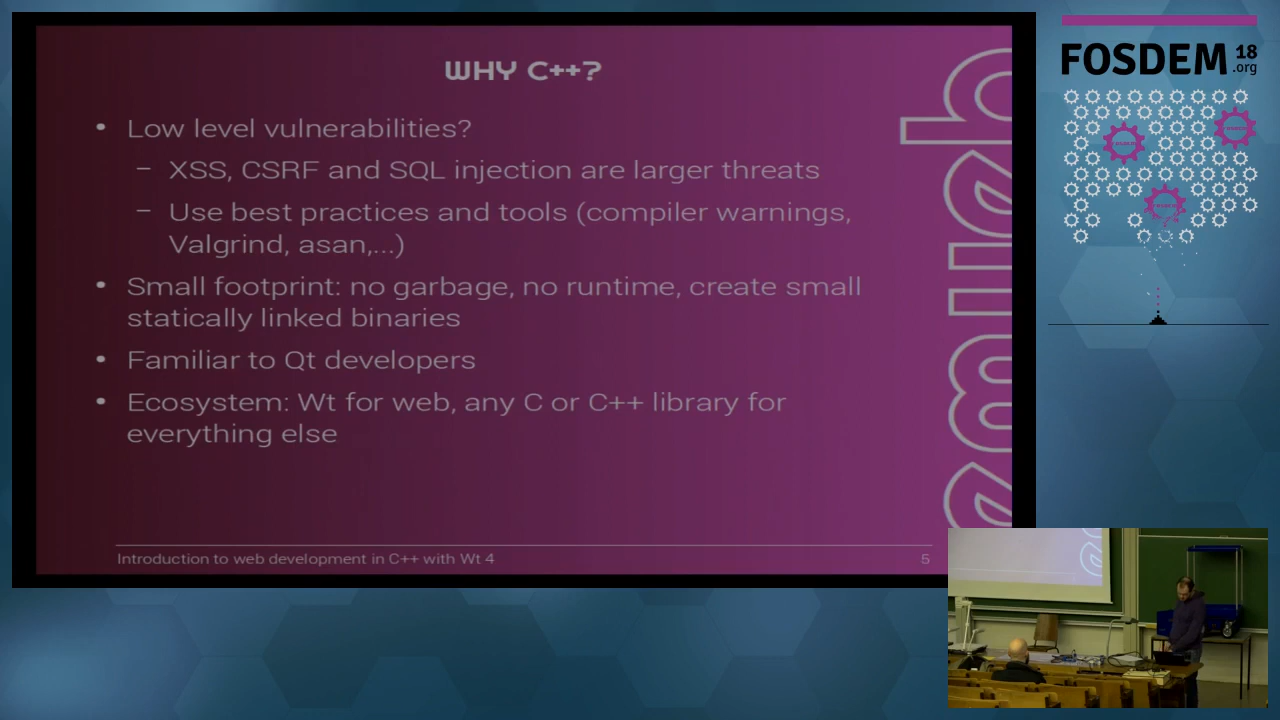 WHY C++?
• Low level vulnerabilities?
– XSS, CSRF and SQL injection are larger threats
– Use best practices and tools (compiler warnings,
Valgrind, asan,...)
• Small footprint: no garbage, no runtime, create small
statically linked binaries
• Familiar to Qt developers
• Ecosystem: Wt for web, any C or C++ library for
everything else
Introduction to web development in C++ with Wt 4
5
emweb
FOSDEM 18
.org